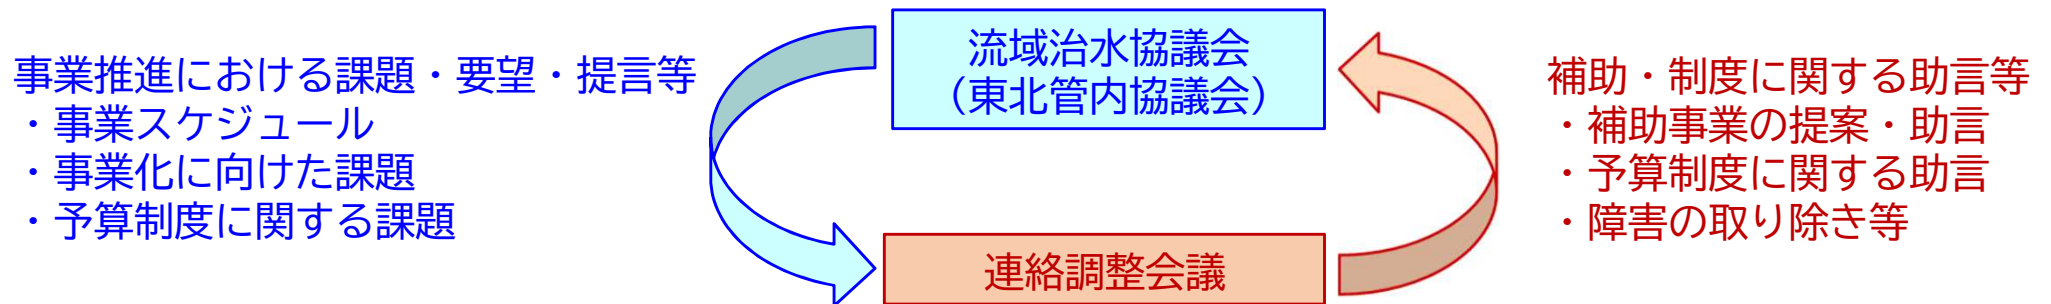 事業推進における課題・要望・提言等
・事業スケジュール
・事業化に向けた課題
・予算制度に関する課題
流域治水協議会
（東北管内協議会）
連絡調整会議
補助・制度に関する助言等
・補助事業の提案・助言
・予算制度に関する助言
・障害の取り除き等